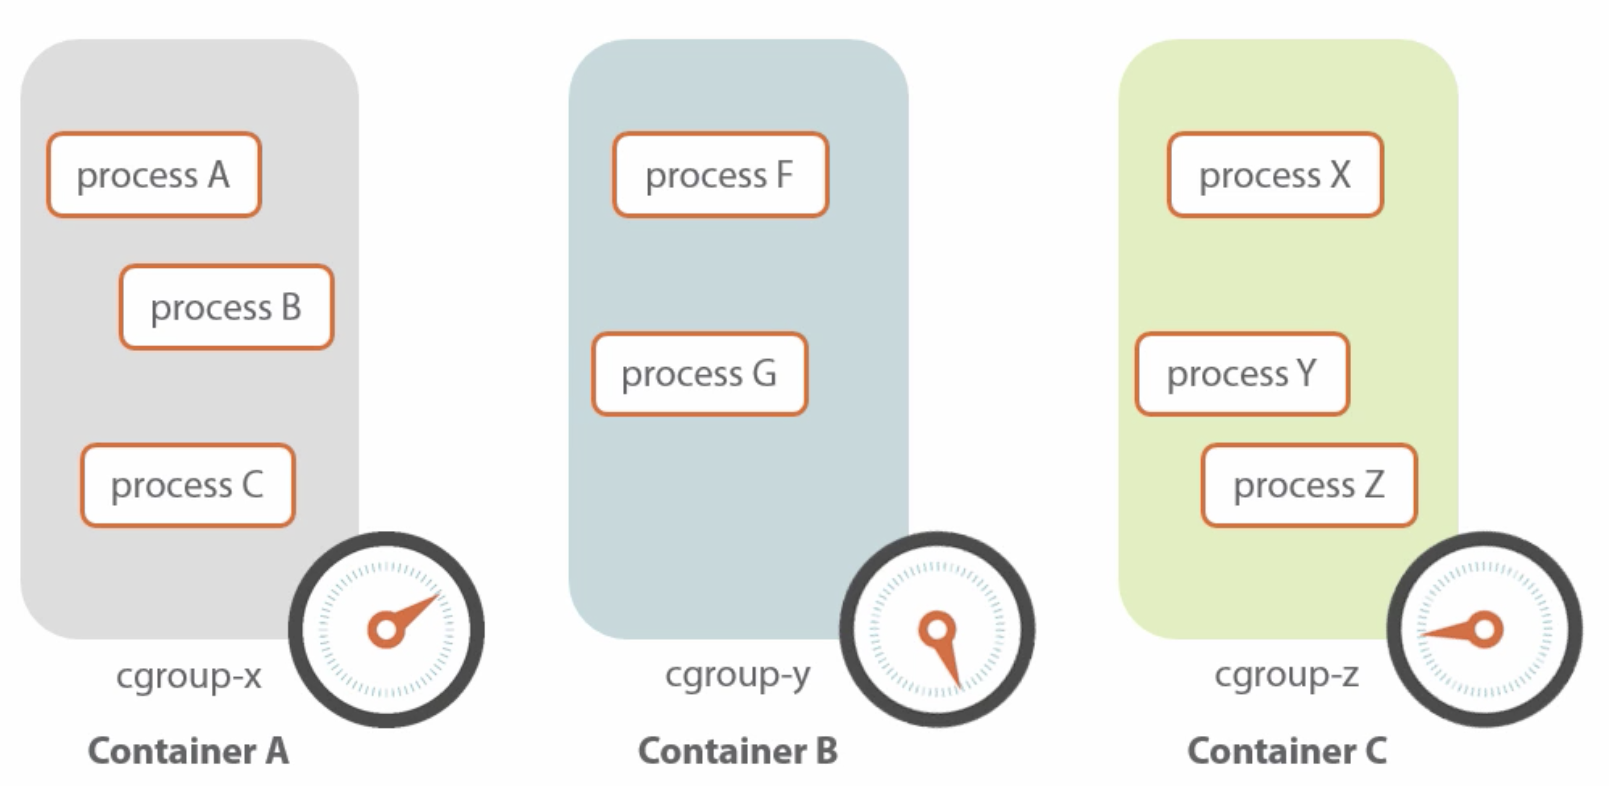 process A
process B
process C
cgroup-x
Container A
process F
process G
cgroup-y
Container B
process X
process Y
process Z
cgroup-z
Container C